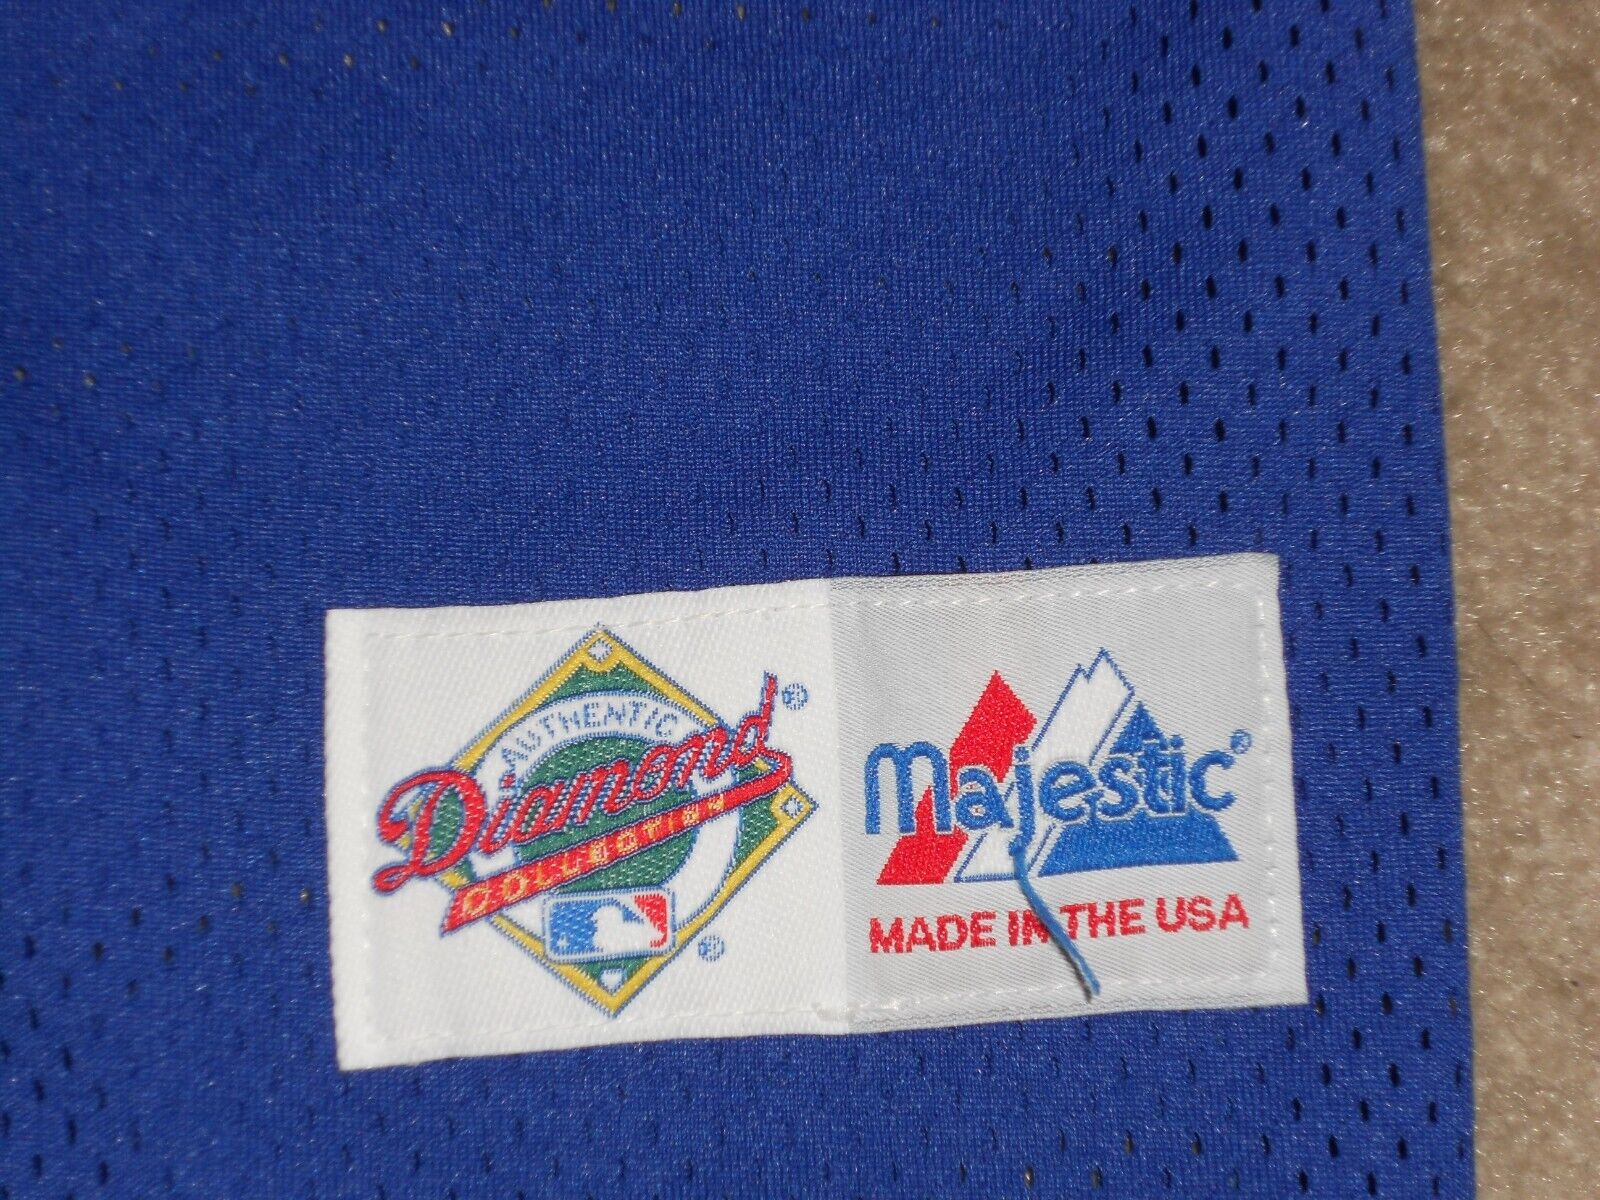 AUTHENTIC
Diamond®
COLLECTION
®
Majestic®
MADE IN THE USA